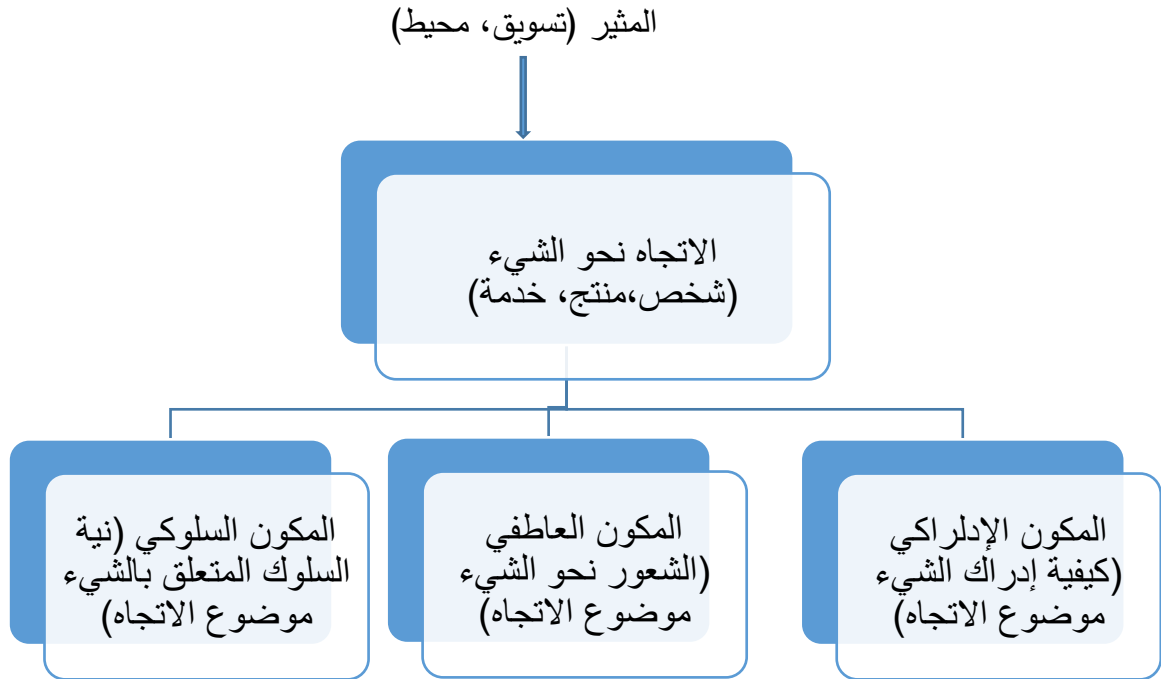 المثير (تسويق، محيط)
الاتجاه نحو الشيء
(شخص،منتج، خدمة)
المكون الإدلراكي
(كيفية إدراك الشيء
موضوع الاتجاه)
المكون العاطفي
(الشعور نحو الشيء
موضوع الاتجاه)
المكون السلوكي (نية
السلوك المتعلق بالشيء
موضوع الاتجاه)